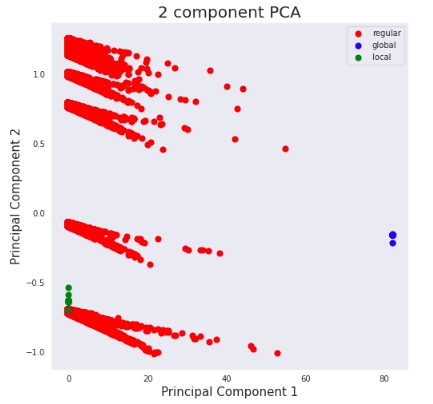 2 component PCA
regular
global
local
1.0
0.5
0.0
−0.5
−1.0
Principal Component 2
0 20 40 60 80
Principal Component 1